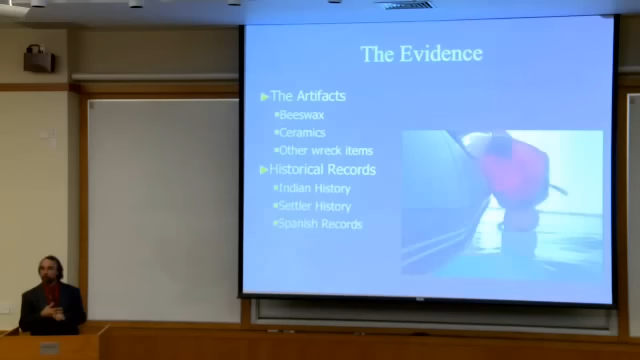 The Evidence
The Artifacts
Beeswax
Ceramics
Other wreck items
Historical Records
Indian History
Settler History
Spanish Records